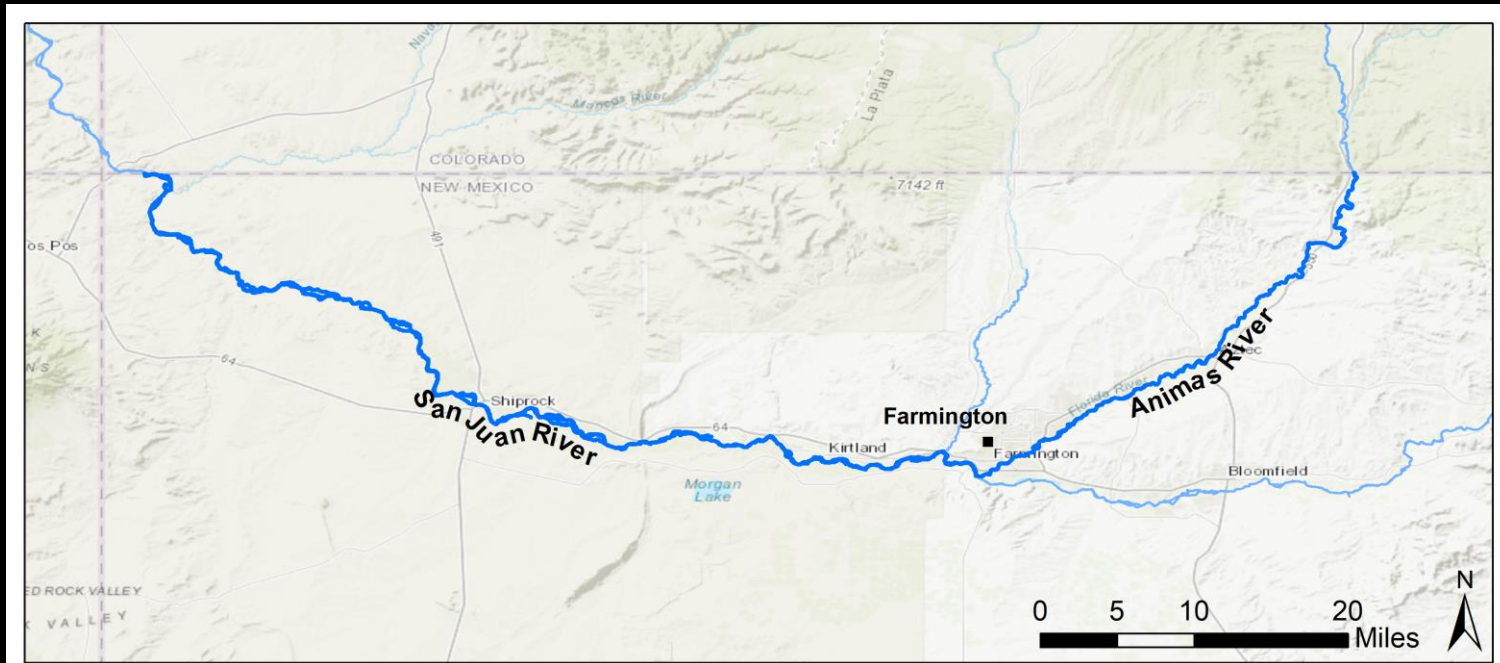 Mancos River
La Plata
COLORADO
NEW MEXICO
7142 ft
491
os Pos
64
Shiprock
San Juan River
64
Kirtland
Morgan
Lake
Farmington
Farmington
Florida River
Animas River
Bloomfield
ED ROCK VALLEY
K VALLEY
0 5 10 20
Miles
N